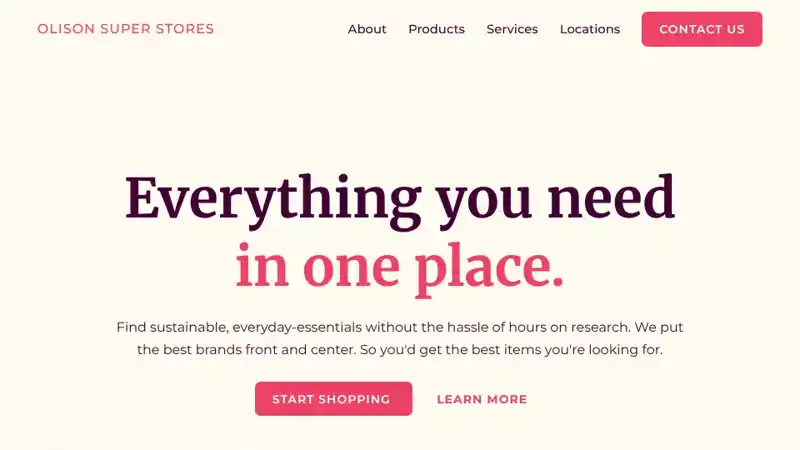 OLISON SUPER STORES
About Products Services Locations CONTACT US
Everything you need
in one place.
Find sustainable, everyday-essentials without the hassle of hours on research. We put
the best brands front and center. So you'd get the best items you're looking for.
START SHOPPING LEARN MORE